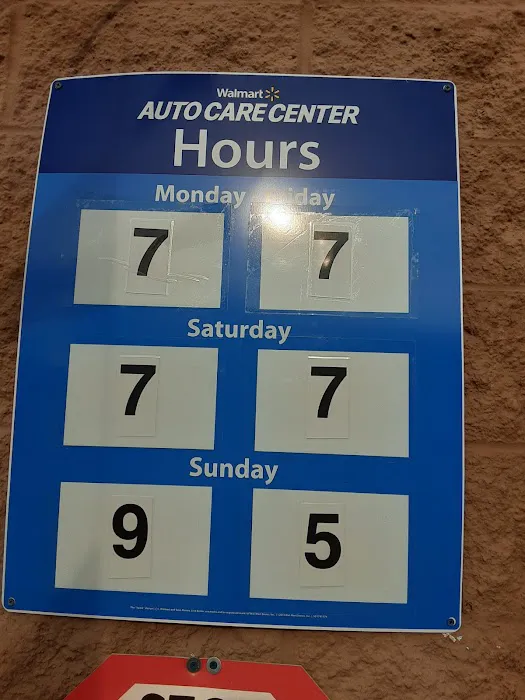 Walmart
AUTO CARE CENTER
Hours
Monday
7 7
Saturday
7 7
Sunday
9 5